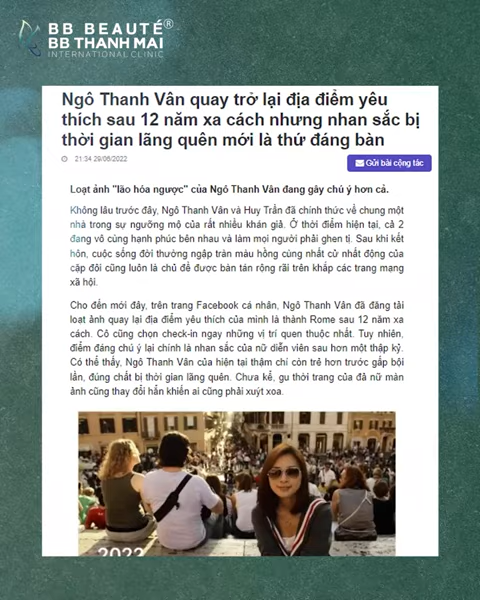 BB BEAUTÉ®
BB THANH MAI
INTERNATIONAL CLINIC
Ngô Thanh Vân quay trở lại địa điểm yêu
thích sau 12 năm xa cách nhưng nhan sắc bị
thời gian lãng quên mới là thứ đáng bàn
21:34 29/06/2022
Gửi bài cộng tác
Loạt ảnh "lão hóa ngược" của Ngô Thanh Vân đang gây chú ý hơn cả.
Không lâu trước đây, Ngô Thanh Vân và Huy Trần đã chính thức về chung một
nhà trong sự ngưỡng mộ của rất nhiều khán giả. Ở thời điểm hiện tại, cả 2
đang vô cùng hạnh phúc bên nhau và làm mọi người phải ghen tị. Sau khi kết
hôn, cuộc sống đời thường ngập tràn màu hồng cùng nhất cử nhất động của
cặp đôi cũng luôn là chủ để được bàn tán rộng rãi trên khắp các trang mạng
xã hội.
Cho đến mới đây, trên trang Facebook cá nhân, Ngô Thanh Vân đã đăng tải
loạt ảnh quay lại địa điểm yêu thích của mình là thành Rome sau 12 năm xa
cách. Cô cũng chọn check-in ngay những vị trí quen thuộc nhất. Tuy nhiên,
điểm đáng chú ý lại chính là nhan sắc của nữ diễn viên sau hơn một thập kỷ.
Có thể thấy, Ngô Thanh Vân của hiện tại thậm chí còn trẻ hơn trước gấp bội
lần, đúng chất bị thời gian lãng quên. Chưa kể, gu thời trang của đả nữ màn
ảnh cũng thay đổi hẳn khiến ai cũng phải xuýt xoa.
2022